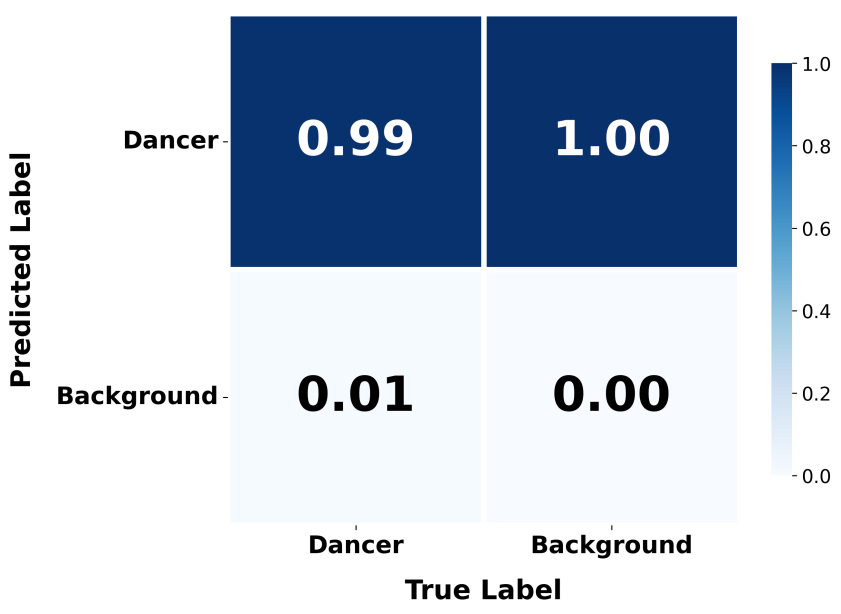 Predicted Label
Dancer
Background
0.99
1.00
0.01
0.00
Dancer
Background
True Label
1.0
0.8
0.6
0.4
0.2
0.0